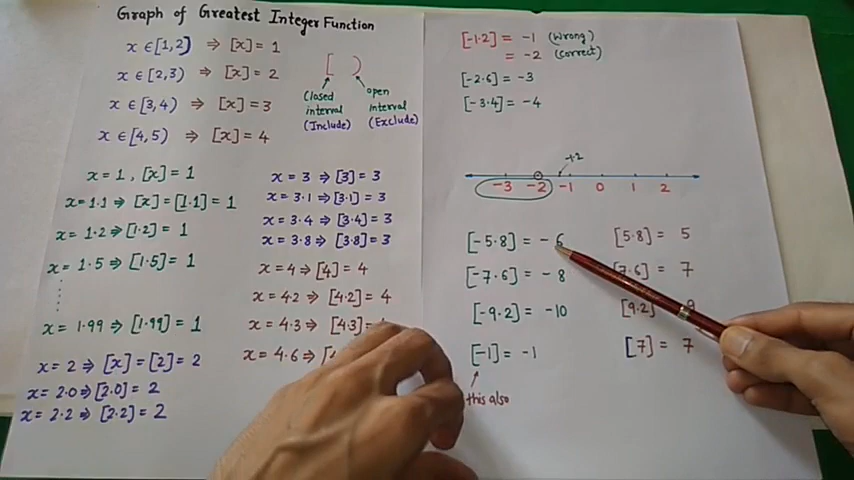 Graph of Greatest Integer Function
x ∈ [1,2) ⇒ [x] = 1
x ∈ [2,3) ⇒ [x] = 2
x ∈ [3,4) ⇒ [x] = 3
x ∈ [4,5) ⇒ [x] = 4
[ )
closed interval (Include)
open interval (Exclude)
x = 1 , [x] = 1
x = 1.1 ⇒ [x] = [1.1] = 1
x = 1.2 ⇒ [1.2] = 1
x = 1.5 ⇒ [1.5] = 1
x = 1.99 ⇒ [1.99] = 1
x = 2 ⇒ [x] = [2] = 2
x = 2.0 ⇒ [2.0] = 2
x = 2.2 ⇒ [2.2] = 2
x = 3 ⇒ [3] = 3
x = 3.1 ⇒ [3.1] = 3
x = 3.4 ⇒ [3.4] = 3
x = 3.8 ⇒ [3.8] = 3
x = 4 ⇒ [4] = 4
x = 4.2 ⇒ [4.2] = 4
x = 4.3 ⇒ [4.3] = 4
x = 4.6 ⇒
[-1.2] = -1 (Wrong)
= -2 (Correct)
[-2.6] = -3
[-3.4] = -4
-3 -2 -1 0 1 2
[-5.8] = -6
[-7.6] = -8
[-9.2] = -10
[-1] = -1
this also
[5.8] = 5
[7.6] = 7
[9.2] = 9
[7] = 7